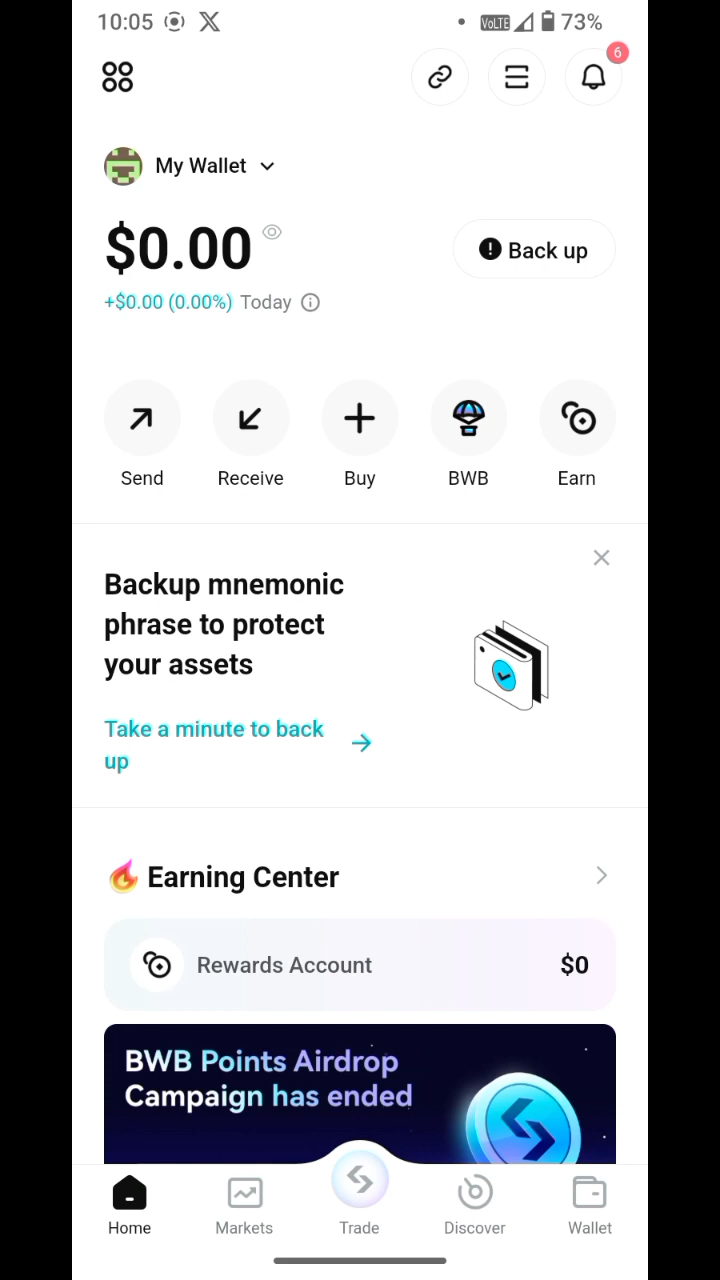 10:05
VoLTE 73%
6
My Wallet
$0.00
Back up
+$0.00 (0.00%) Today
Send Receive Buy BWB Earn
Backup mnemonic
phrase to protect
your assets
Take a minute to back
up
Earning Center
Rewards Account $0
BWB Points Airdrop
Campaign has ended
Home Markets Trade Discover Wallet